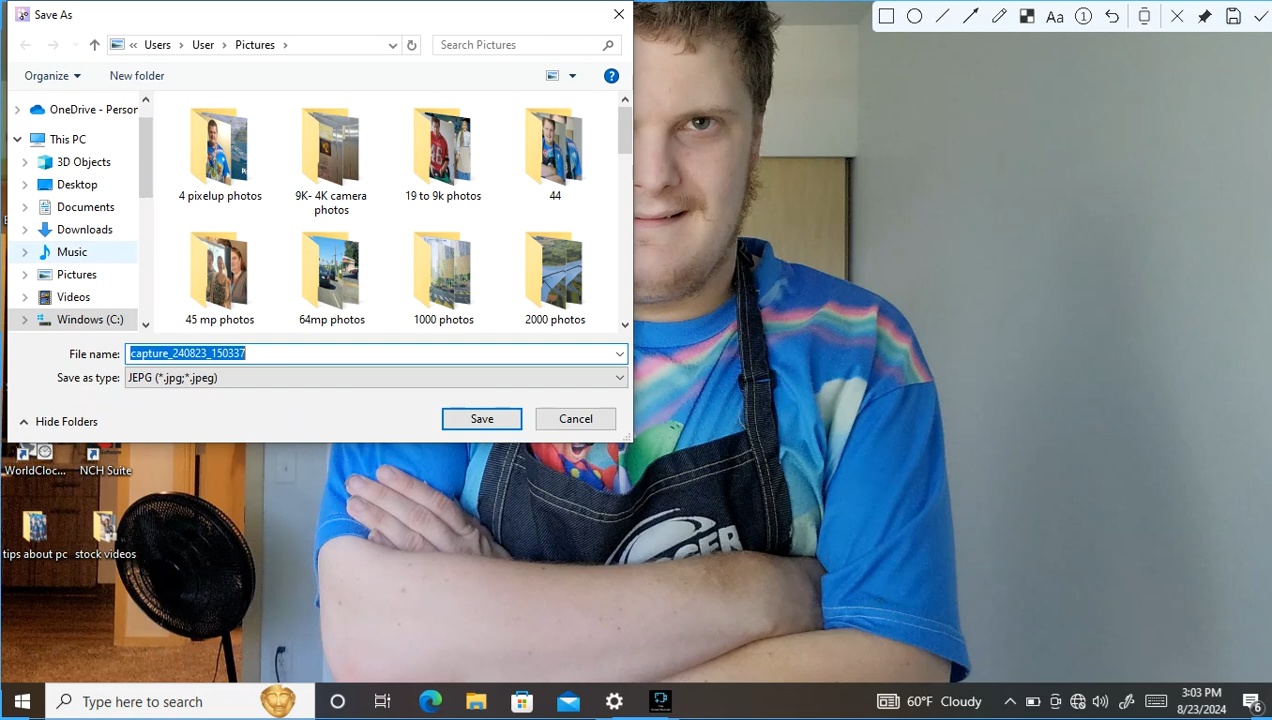 Save As
Users > User > Pictures >
Search Pictures
Organize
New folder
OneDrive - Person
This PC
3D Objects
Desktop
Documents
Downloads
Music
Pictures
Videos
Windows (C:)
4 pixelup photos
9K- 4K camera
photos
19 to 9k photos
44
45 mp photos
64mp photos
1000 photos
2000 photos
File name: capture_240823_150337
Save as type: JEPG (*.jpg;*.jpeg)
Hide Folders
Save
Cancel
Aa
1
WorldCloc...
NCH Suite
tips about pc
stock videos
Type here to search
60°F Cloudy
3:03 PM
8/23/2024
6